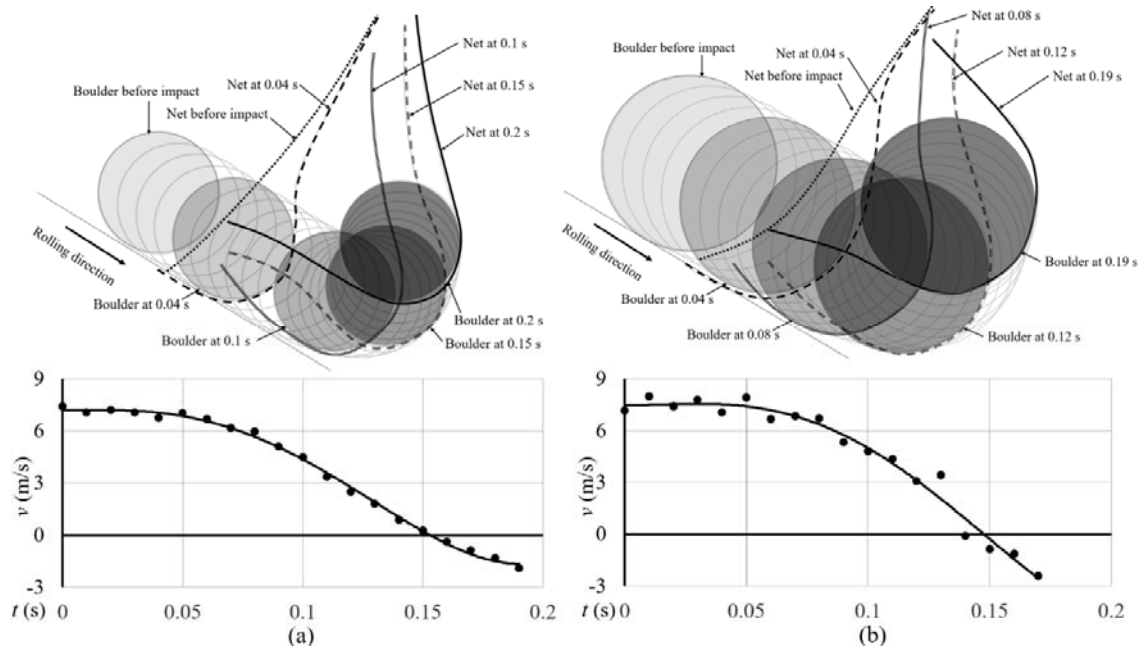 Net at 0.1 s
Net at 0.04 s
Net at 0.15 s
Boulder before impact
Net before impact
Net at 0.2 s
Rolling direction
Boulder at 0.04 s
Boulder at 0.2 s
Boulder at 0.1 s
Boulder at 0.15 s
9
6
3
0
-3
v (m/s)
t (s)
0
0.05
0.1
0.15
0.2
(a)
Net at 0.08 s
Boulder before impact
Net at 0.04 s
Net at 0.12 s
Net before impact
Net at 0.19 s
Rolling direction
Boulder at 0.19 s
Boulder at 0.04 s
Boulder at 0.08 s
Boulder at 0.12 s
9
6
3
0
-3
v (m/s)
t (s)
0
0.05
0.1
0.15
0.2
(b)